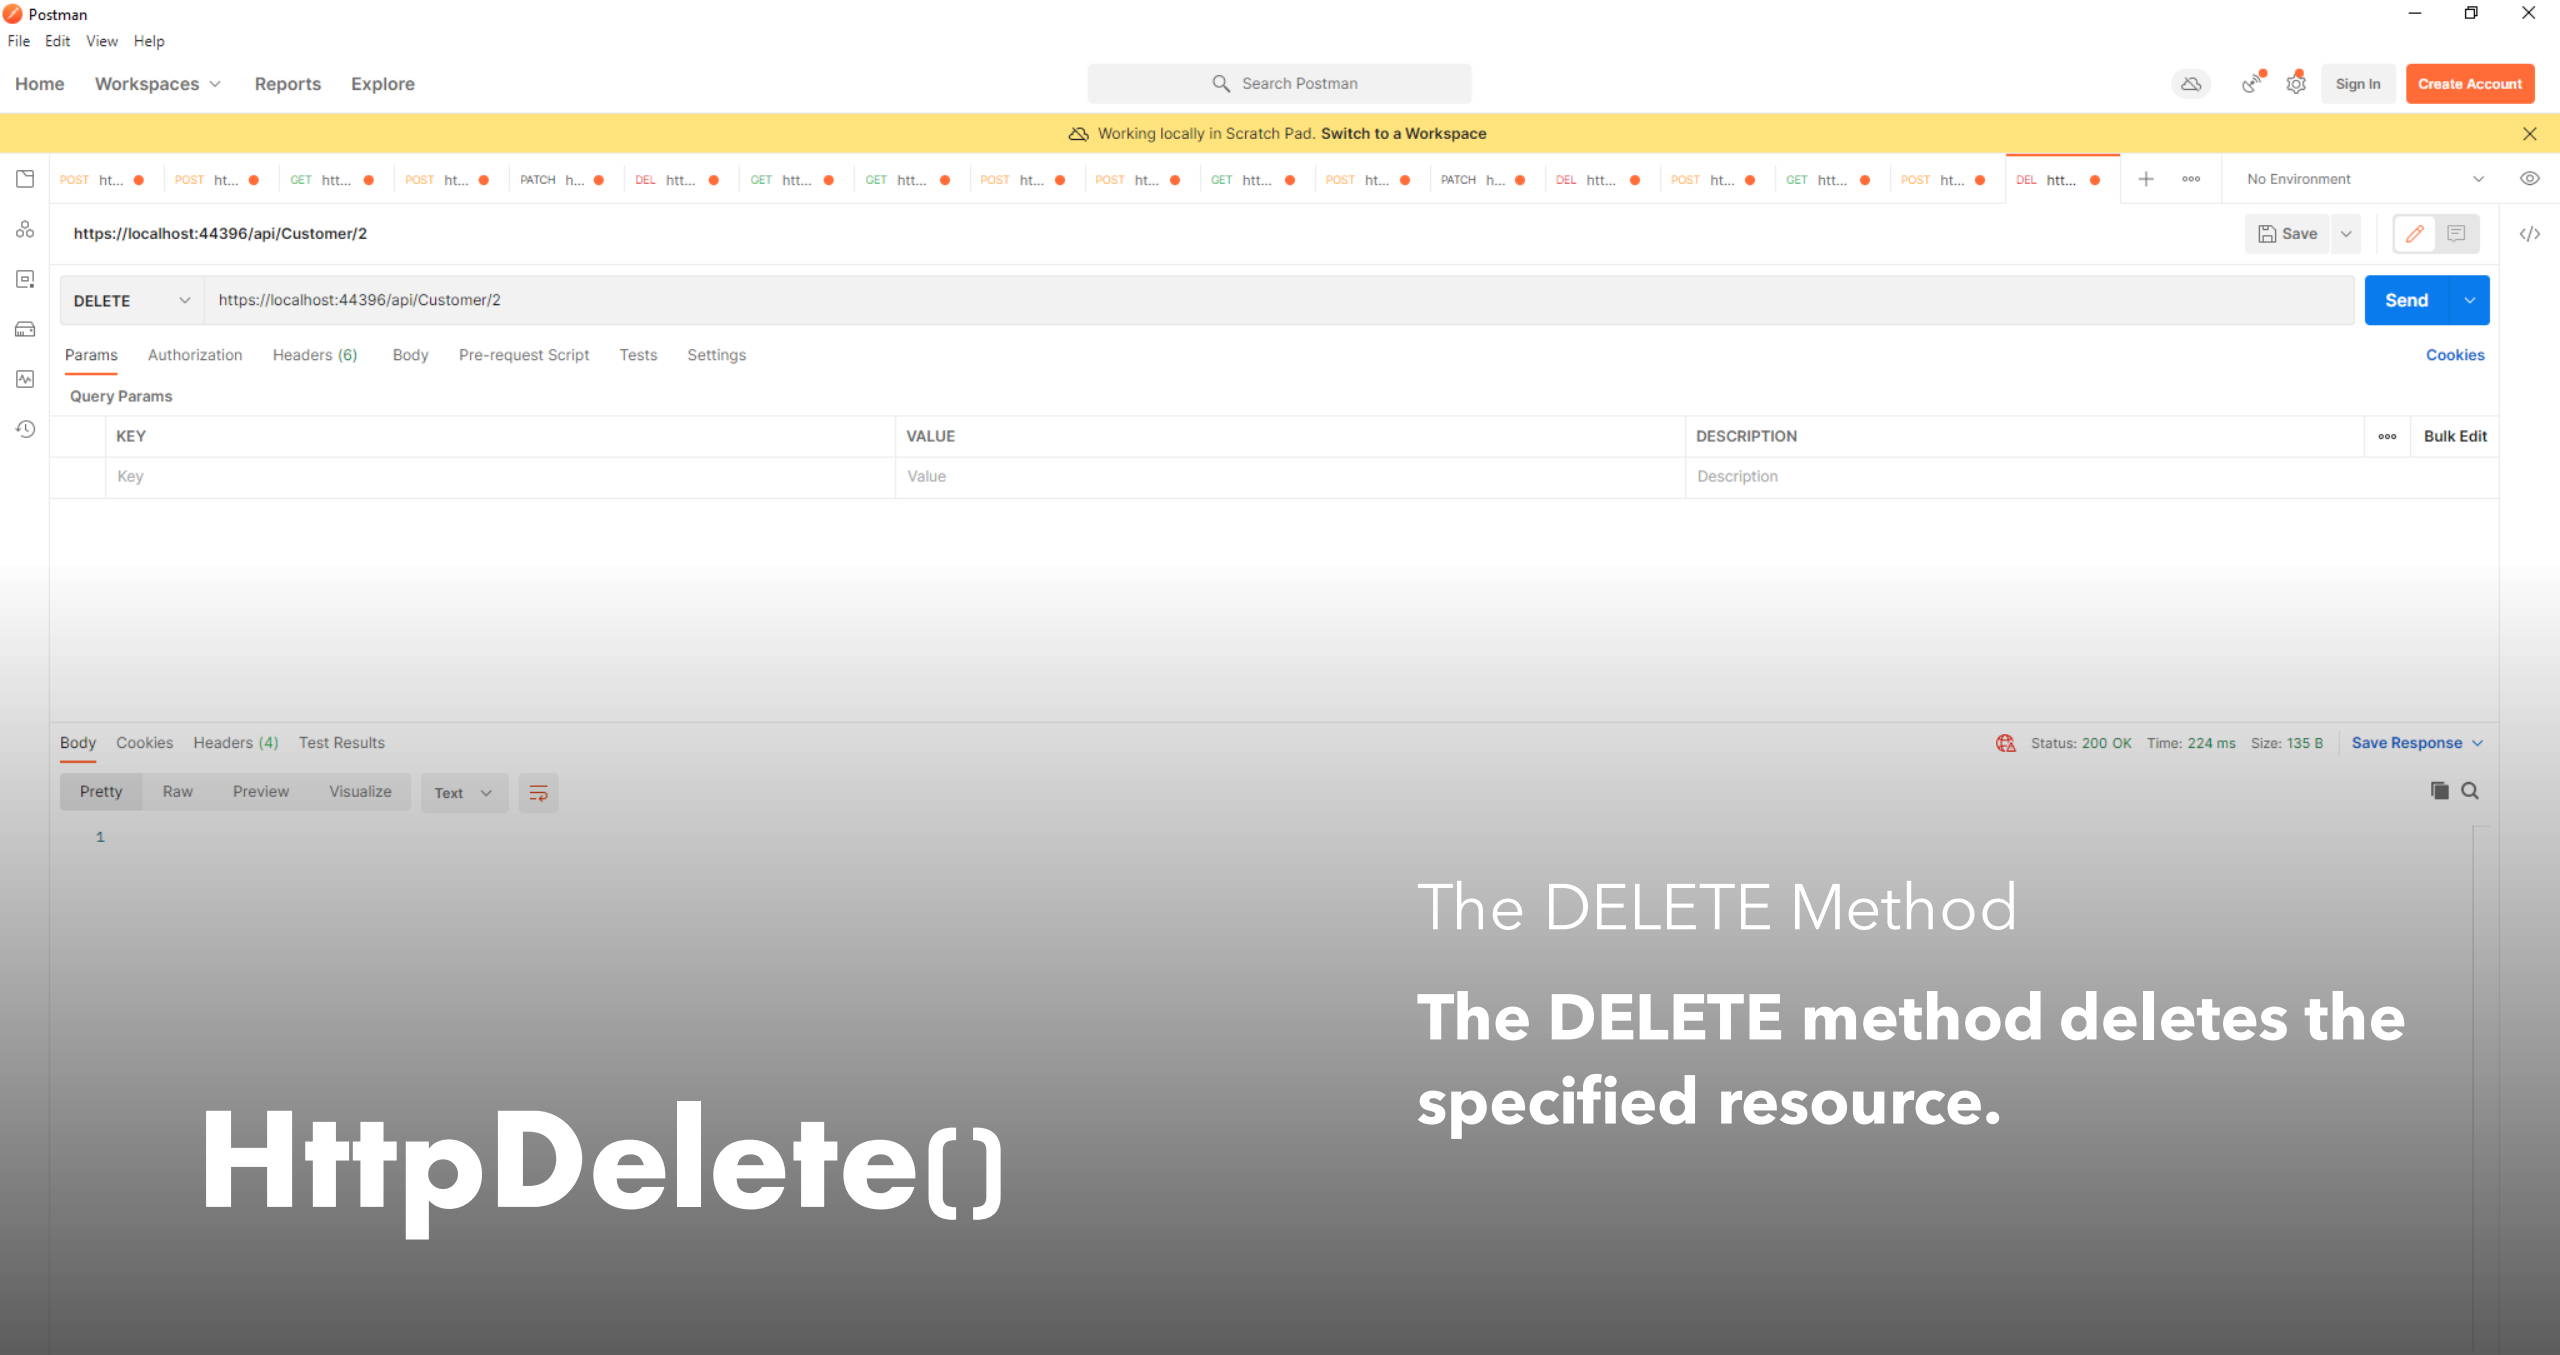 Postman
File Edit View Help
Home Workspaces Reports Explore Search Postman Sign In Create Account
Working locally in Scratch Pad. Switch to a Workspace
POST ht... POST ht... GET htt... POST ht... PATCH h... DEL htt... GET htt... GET htt... POST ht... POST ht... GET htt... POST ht... PATCH h... DEL htt... POST ht... GET htt... POST ht... DEL htt... No Environment
https://localhost:44396/api/Customer/2 Save
DELETE https://localhost:44396/api/Customer/2 Send
Params Authorization Headers (6) Body Pre-request Script Tests Settings Cookies
Query Params
KEY VALUE DESCRIPTION Bulk Edit
Key Value Description
Body Cookies Headers (4) Test Results Status: 200 OK Time: 224 ms Size: 135 B Save Response
Pretty Raw Preview Visualize Text
1
The DELETE Method
The DELETE method deletes the
specified resource.
HttpDelete()